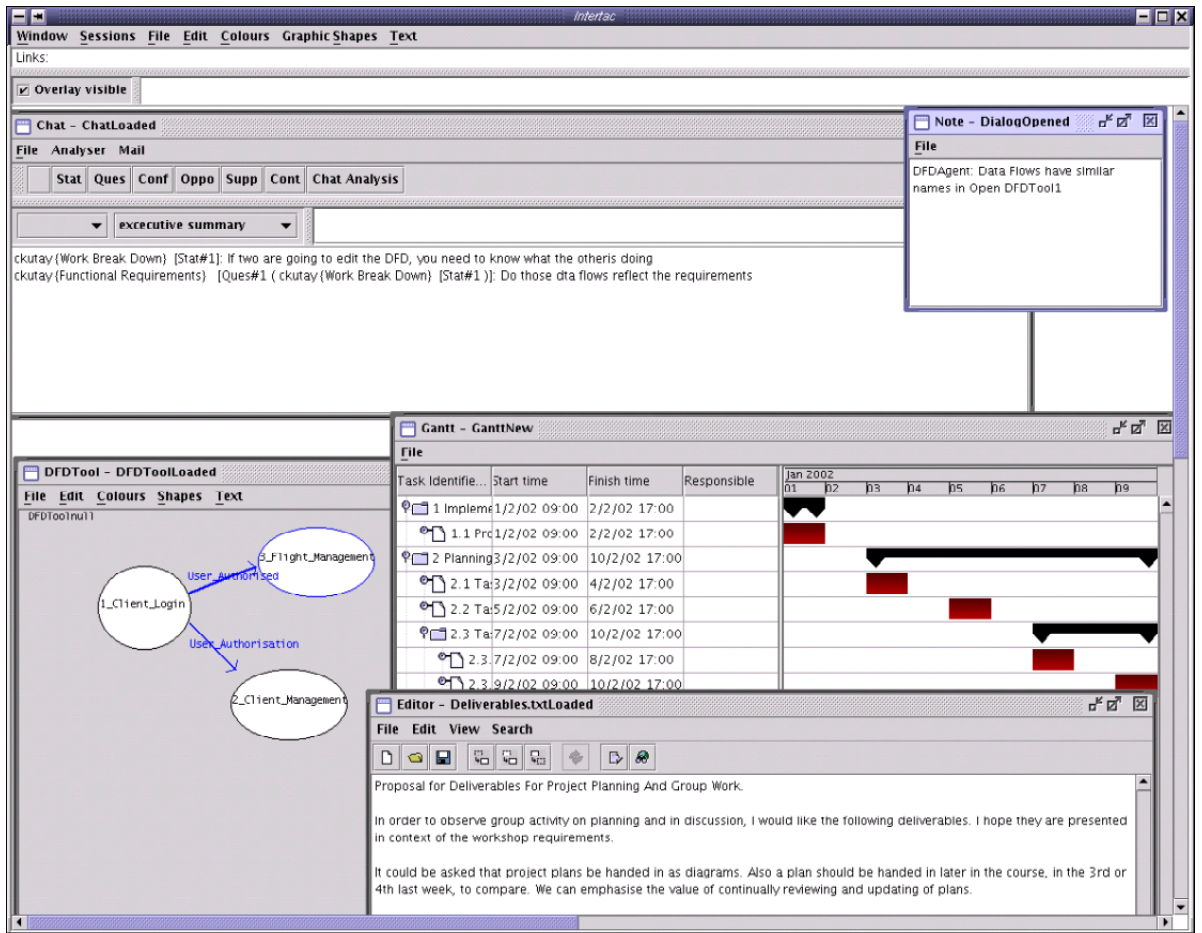 Intertac
Window Sessions File Edit Colours Graphic Shapes Text
Links:
Overlay visible
Chat - ChatLoaded
File Analyser Mail
Stat Ques Conf Oppo Supp Cont Chat Analysis
excecutive summary
ckutay{Work Break Down} [Stat#1]: If two are going to edit the DFD, you need to know what the otheris doing
ckutay{Functional Requirements} [Ques#1 ( ckutay{Work Break Down} [Stat#1 )]: Do those dta flows reflect the requirements
Note - DialogOpened
File
DFDAgent: Data Flows have similar
names in Open DFDTool1
Gantt - GanttNew
File
Task Identifie... Start time Finish time Responsible
Jan 2002
01 02 03 04 05 06 07 08 09
1 Impleme 1/2/02 09:00 2/2/02 17:00
1.1 Pro 1/2/02 09:00 2/2/02 17:00
2 Planning 3/2/02 09:00 10/2/02 17:00
2.1 Ta: 3/2/02 09:00 4/2/02 17:00
2.2 Ta: 5/2/02 09:00 6/2/02 17:00
2.3 Ta: 7/2/02 09:00 10/2/02 17:00
2.3. 7/2/02 09:00 8/2/02 17:00
2.3. 9/2/02 09:00 10/2/02 17:00
DFDTool - DFDToolLoaded
File Edit Colours Shapes Text
DFDToolnull
3_Flight_Management
User_Authorised
1_Client_Login
User_Authorisation
2_Client_Management
Editor - Deliverables.txtLoaded
File Edit View Search
Proposal for Deliverables For Project Planning And Group Work.
In order to observe group activity on planning and in discussion, I would like the following deliverables. I hope they are presented
in context of the workshop requirements.
It could be asked that project plans be handed in as diagrams. Also a plan should be handed in later in the course, in the 3rd or
4th last week, to compare. We can emphasise the value of continually reviewing and updating of plans.